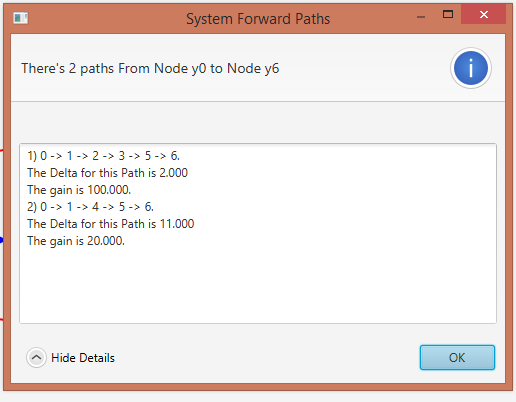 System Forward Paths
There's 2 paths From Node y0 to Node y6
1) 0 -> 1 -> 2 -> 3 -> 5 -> 6.
The Delta for this Path is 2.000
The gain is 100.000.
2) 0 -> 1 -> 4 -> 5 -> 6.
The Delta for this Path is 11.000
The gain is 20.000.
Hide Details
OK